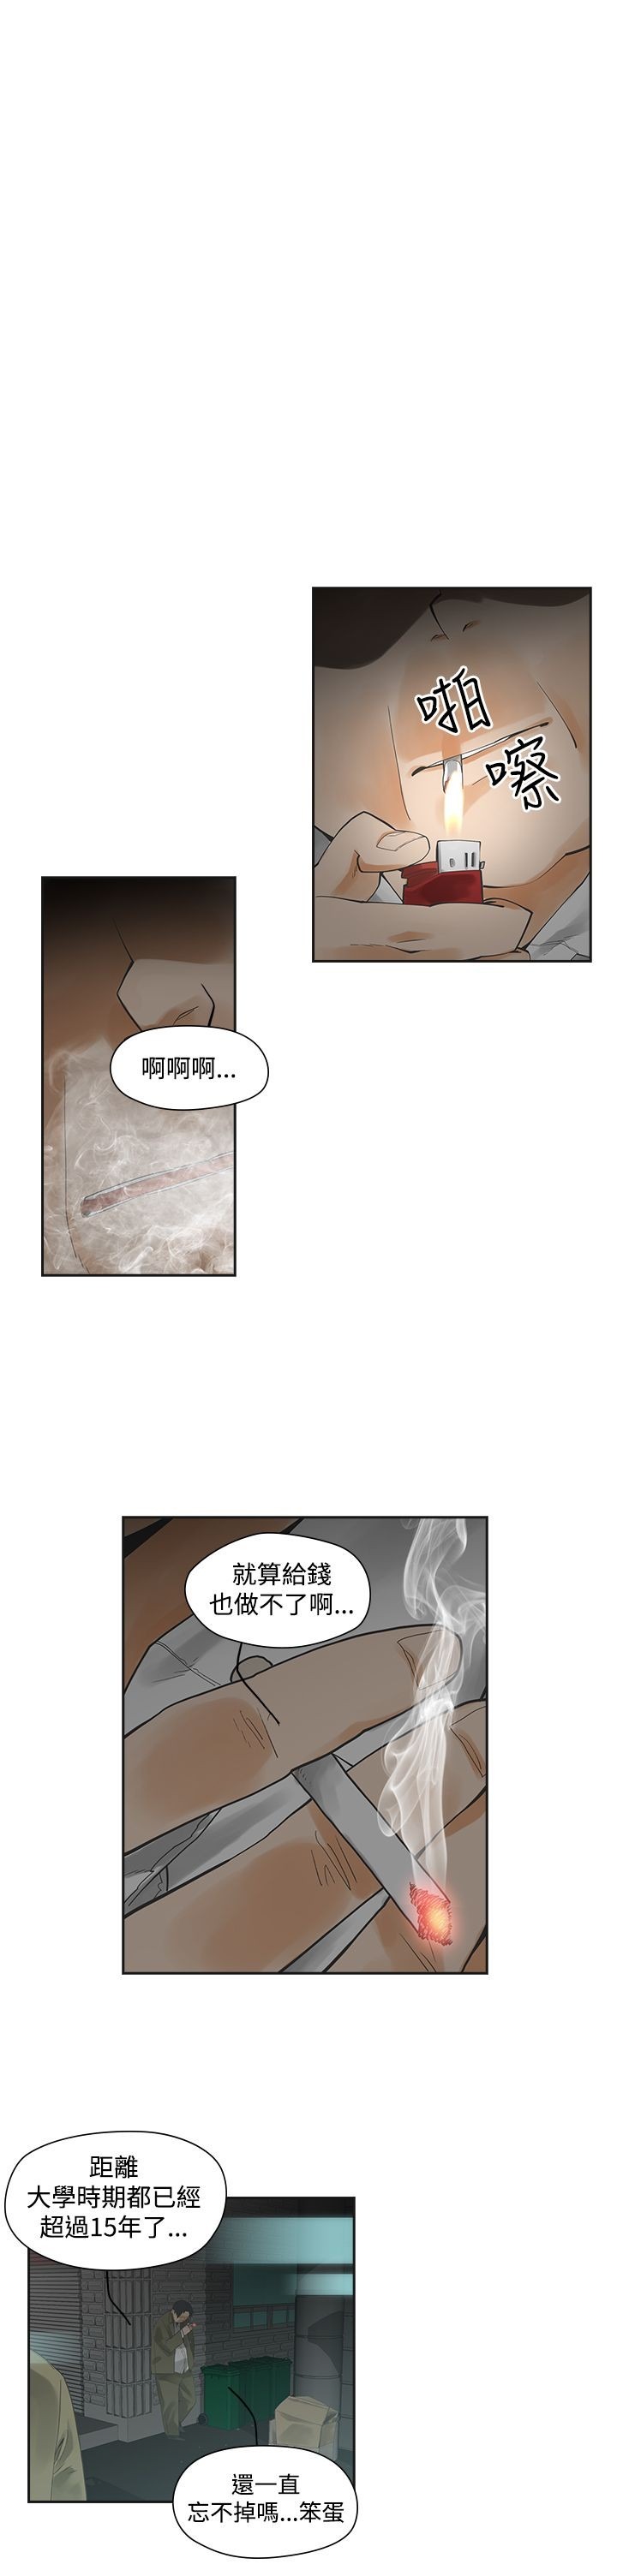 啪嚓
啊啊啊...
就算給錢
也做不了啊...
距離
大學時期都已經
超過15年了...
還一直
忘不掉嗎...笨蛋